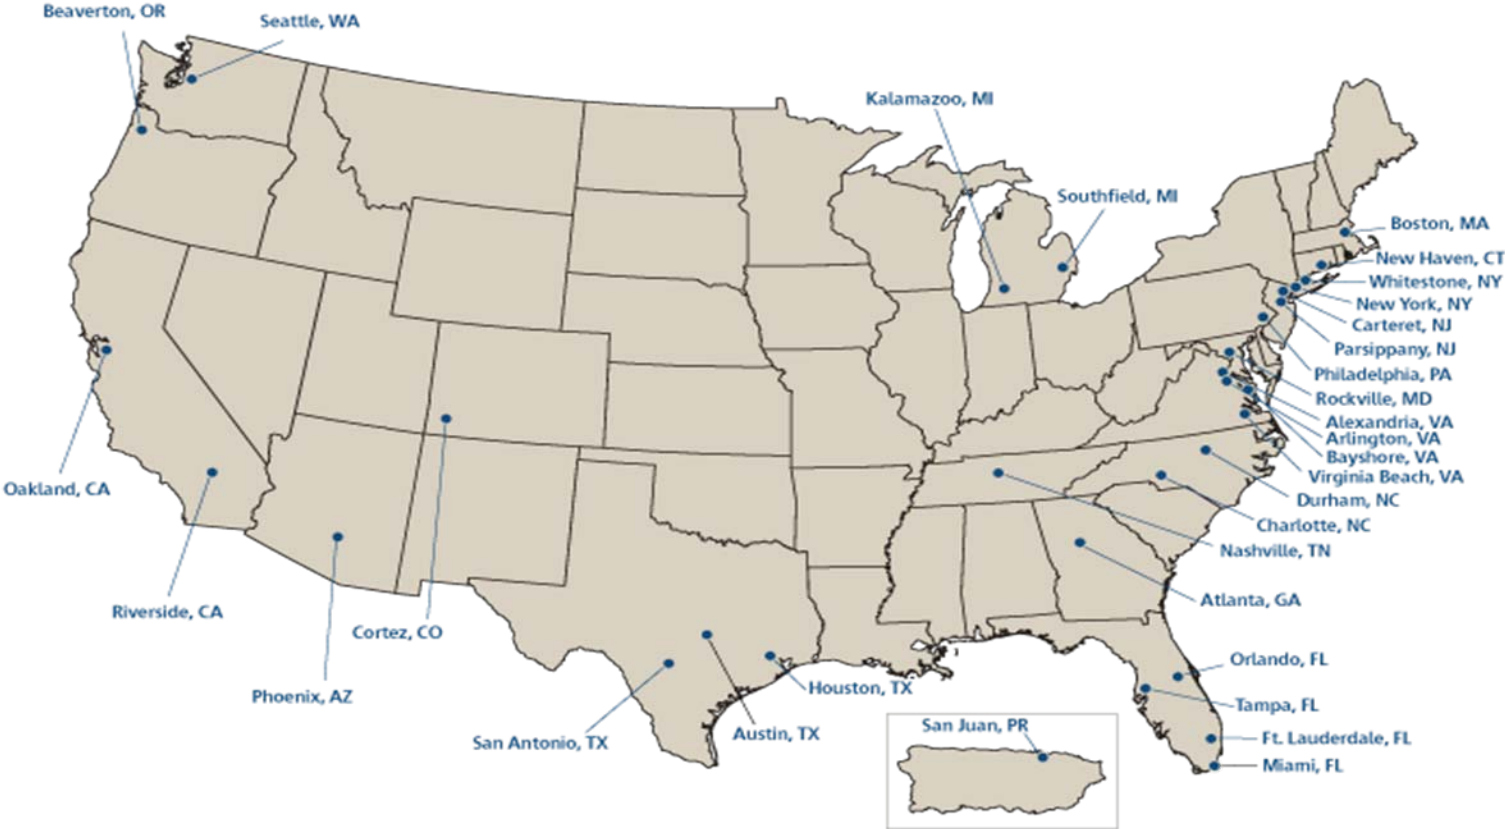 Beaverton, OR
Seattle, WA
Kalamazoo, MI
Southfield, MI
Boston, MA
New Haven, CT
Whitestone, NY
New York, NY
Carteret, NJ
Parsippany, NJ
Philadelphia, PA
Rockville, MD
Alexandria, VA
Arlington, VA
Bayshore, VA
Virginia Beach, VA
Durham, NC
Charlotte, NC
Nashville, TN
Atlanta, GA
Oakland, CA
Riverside, CA
Cortez, CO
Phoenix, AZ
San Antonio, TX
Austin, TX
Houston, TX
Orlando, FL
Tampa, FL
Ft. Lauderdale, FL
Miami, FL
San Juan, PR